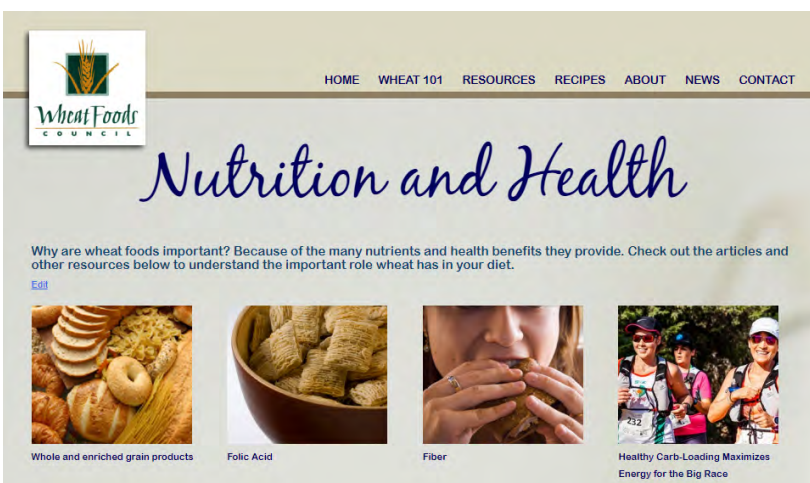 HOME WHEAT 101 RESOURCES RECIPES ABOUT NEWS CONTACT
Wheat Foods
COUNCIL
Nutrition and Health
Why are wheat foods important? Because of the many nutrients and health benefits they provide. Check out the articles and
other resources below to understand the important role wheat has in your diet.
Edit
232
Whole and enriched grain products
Folic Acid
Fiber
Healthy Carb-Loading Maximizes
Energy for the Big Race